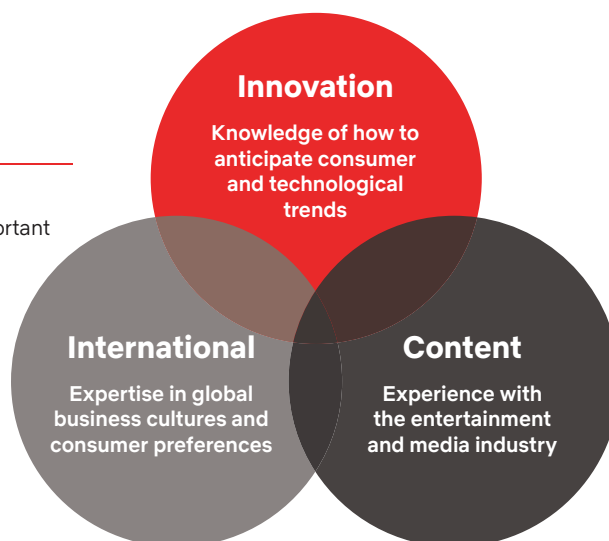 Innovation
Knowledge of how to
anticipate consumer
and technological
trends
International
Expertise in global
business cultures and
consumer preferences
Content
Experience with
the entertainment
and media industry